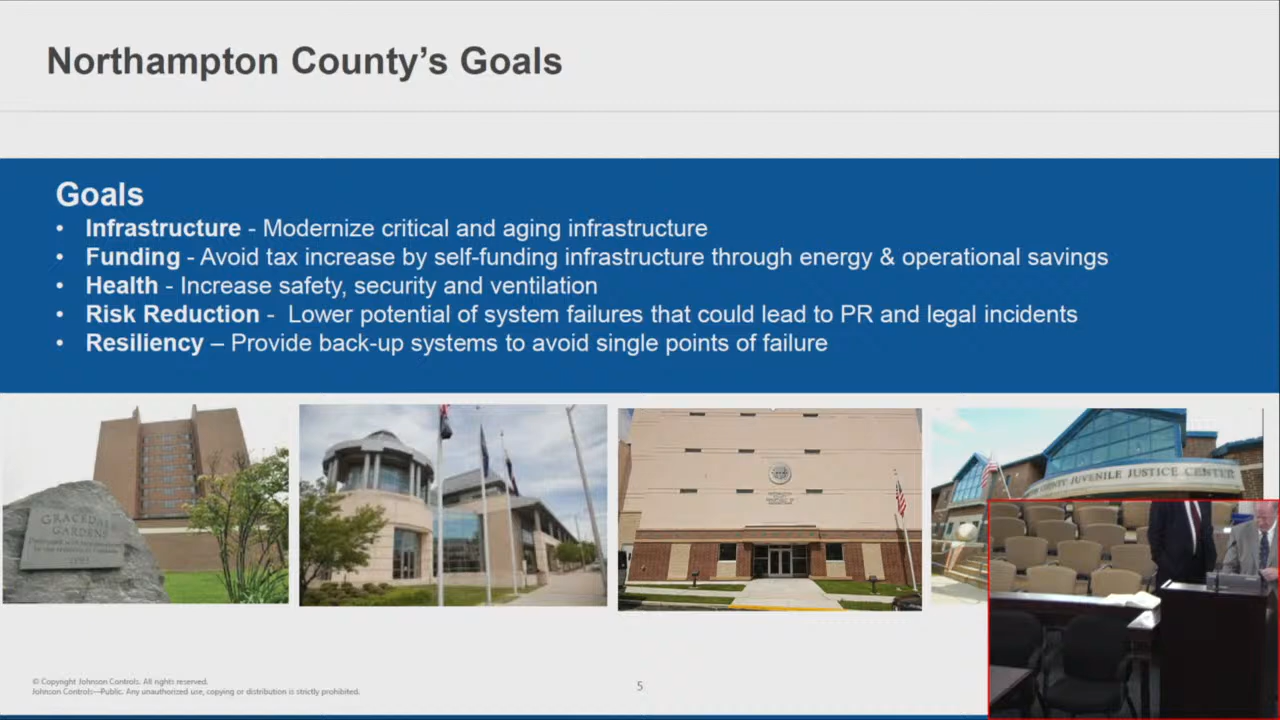 Northampton County’s Goals
Goals
• Infrastructure - Modernize critical and aging infrastructure
• Funding - Avoid tax increase by self-funding infrastructure through energy & operational savings
• Health - Increase safety, security and ventilation
• Risk Reduction - Lower potential of system failures that could lead to PR and legal incidents
• Resiliency – Provide back-up systems to avoid single points of failure
GARDENS
COUNTY JUVENILE JUSTICE CENTER
© Copyright Johnson Controls. All rights reserved.
Johnson Controls—Public. Any unauthorized use, copying or distribution is strictly prohibited.
5